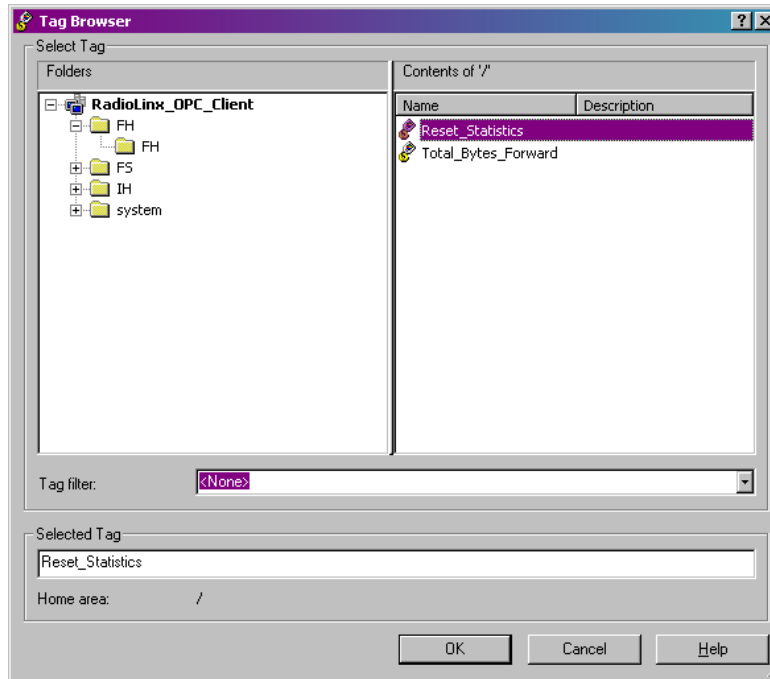 Tag Browser
Select Tag
Folders
Contents of '/'
RadioLinx_OPC_Client
FH
FH
FS
IH
system
Name Description
Reset_Statistics
Total_Bytes_Forward
Tag filter: <None>
Selected Tag
Reset_Statistics
Home area: /
OK Cancel Help